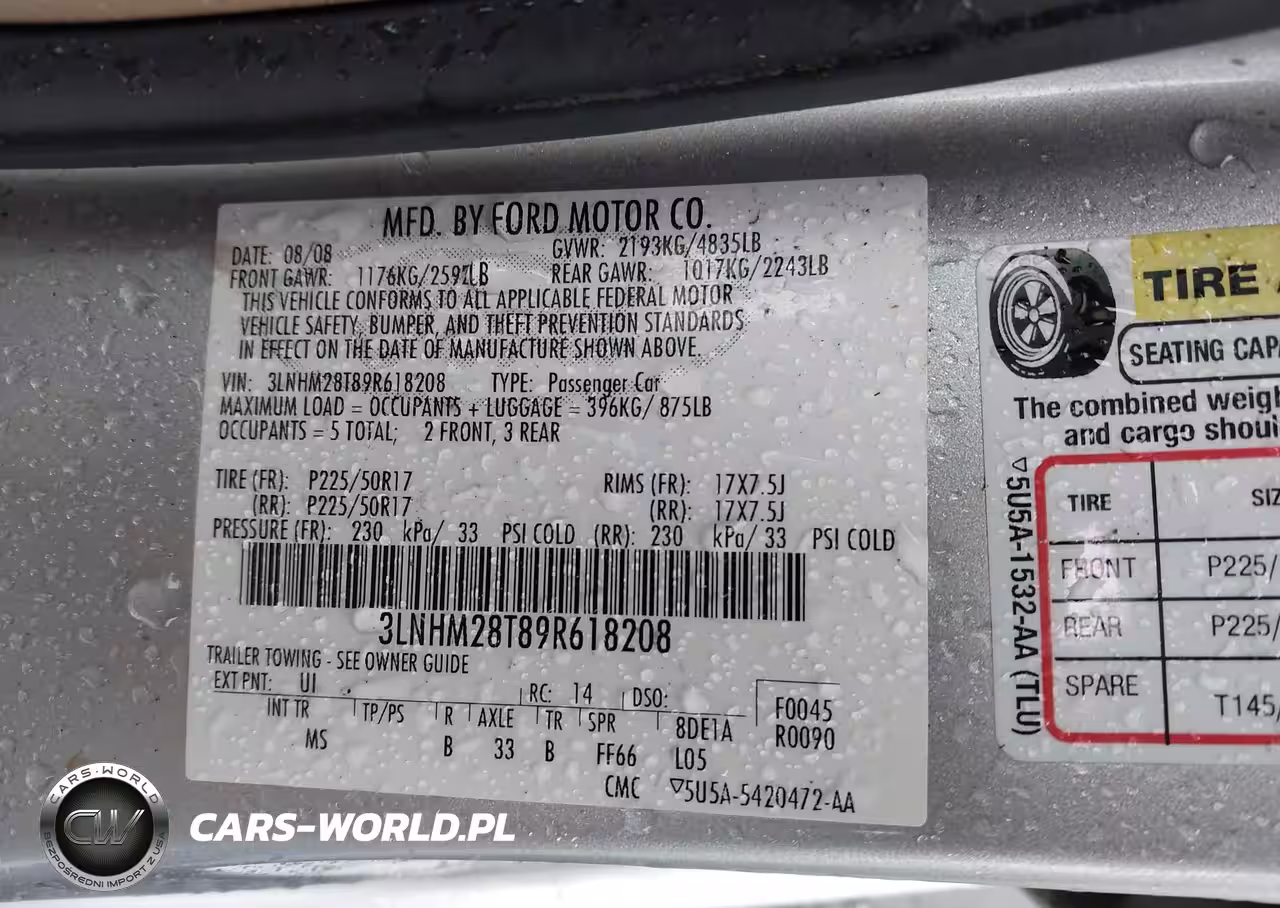 MFD. BY FORD MOTOR CO.
DATE: 08/08 GVWR: 2193KG/4835LB
FRONT GAWR: 1176KG/2592LB REAR GAWR: 1017KG/2243LB
THIS VEHICLE CONFORMS TO ALL APPLICABLE FEDERAL MOTOR
VEHICLE SAFETY, BUMPER, AND THEFT PREVENTION STANDARDS
IN EFFECT ON THE DATE OF MANUFACTURE SHOWN ABOVE.
VIN: 3LNHM28T89R618208 TYPE: Passenger Car
MAXIMUM LOAD = OCCUPANTS + LUGGAGE = 396KG/ 875LB
OCCUPANTS = 5 TOTAL; 2 FRONT, 3 REAR
TIRE (FR): P225/50R17 RIMS (FR): 17X7.5J
(RR): P225/50R17 (RR): 17X7.5J
PRESSURE (FR): 230 kPa/ 33 PSI COLD (RR): 230 kPa/ 33 PSI COLD
3LNHM28T89R618208
TRAILER TOWING - SEE OWNER GUIDE
EXT PNT: UI RC: 14 DSO: F0045
INT TR TP/PS R AXLE TR SPR 8DE1A R0090
MS B 33 B FF66 L05
CMC ▽5U5A-5420472-AA
TIRE
SEATING CAP
The combined weigh
and cargo shoul
▽5U5A-1532-AA (TLU)
TIRE SIZ
FRONT P225/
REAR P225/
SPARE T145/
CARS-WORLD
CW
BEZPOŚREDNI IMPORT Z USA
CARS-WORLD.PL